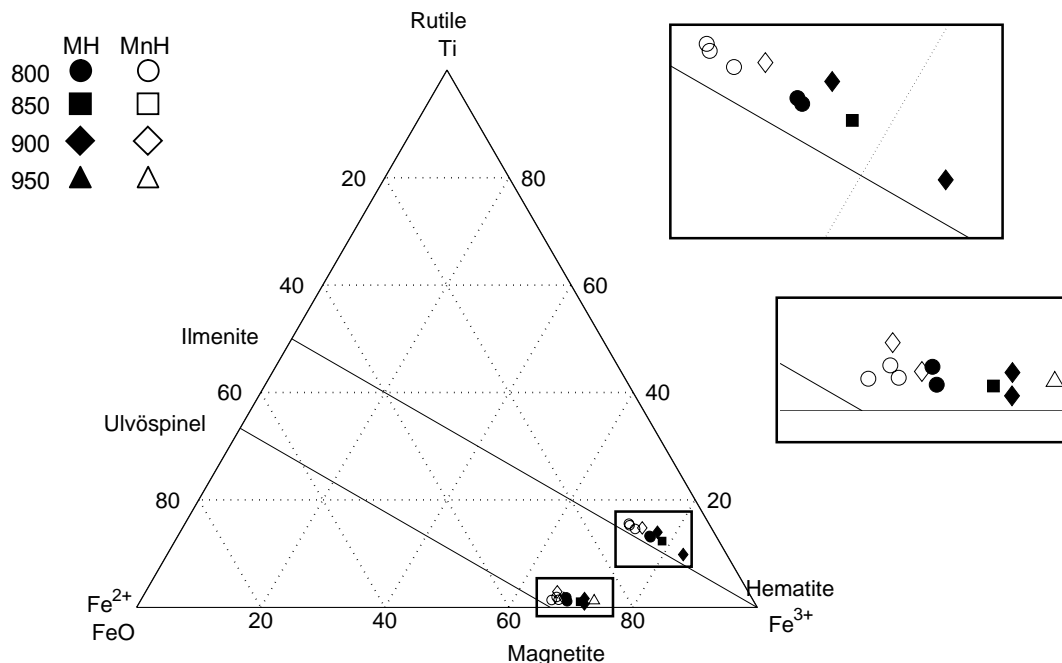 Rutile
Ti
MH MnH
800
850
900
950
20 80
40 60
Ilmenite
60 40
Ulvöspinel
80 20
Hematite
Fe2+ Fe3+
FeO
20 40 60 80
Magnetite